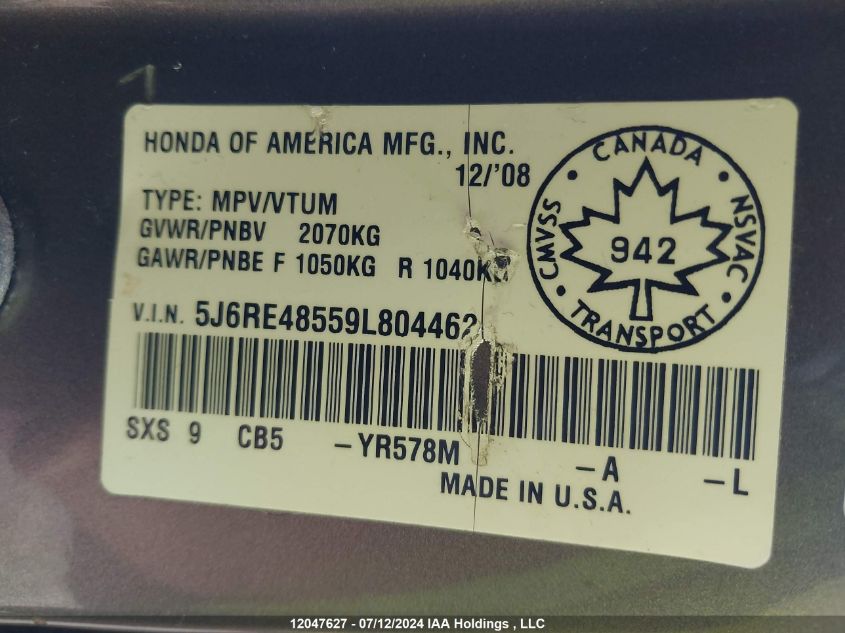 HONDA OF AMERICA MFG., INC.
12/'08
TYPE: MPV/VTUM
GVWR/PNBV 2070KG
GAWR/PNBE F 1050KG R 1040KG
V.I.N. 5J6RE48559L804462
SXS 9 CB5 -YR578M -A -L
MADE IN U.S.A.
CANADA
CMVSS 942 NSVAC
TRANSPORT
12047627 - 07/12/2024 IAA Holdings , LLC